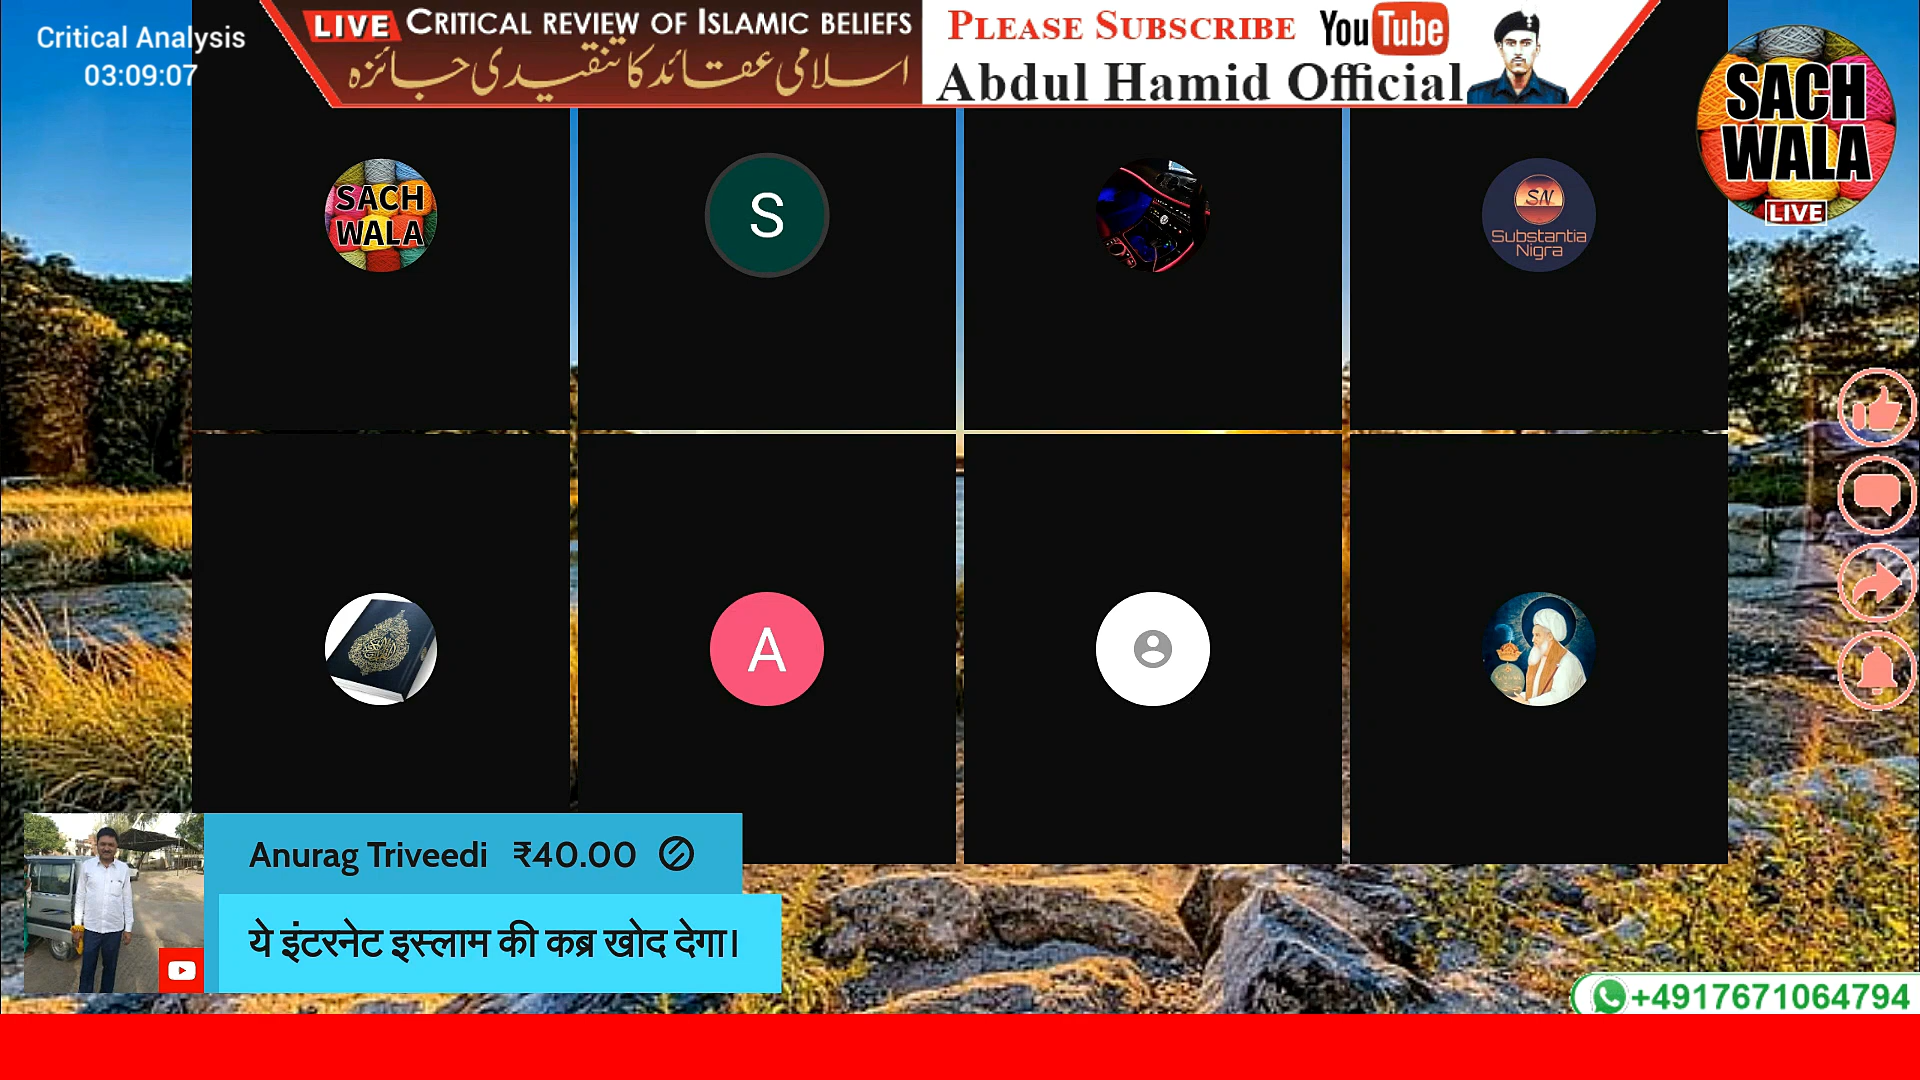 Critical Analysis
03:09:07
LIVE Critical review of Islamic beliefs
اسلامی عقائد کا تنقیدی جائزہ
Please Subscribe YouTube
Abdul Hamid Official
SACH
WALA
LIVE
SACH
WALA
S
SN
Substantia
Nigra
A
Anurag Triveedi ₹40.00
ये इंटरनेट इस्लाम की कब्र खोद देगा।
+4917671064794